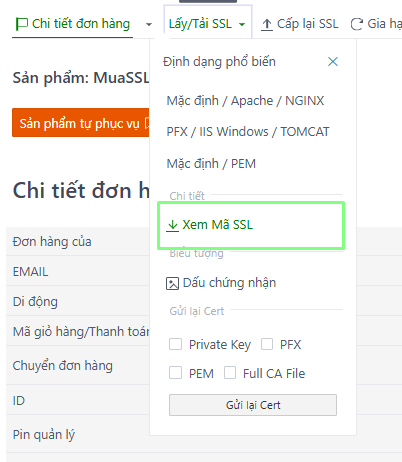 Chi tiết đơn hàng Lấy/Tải SSL Cấp lại SSL Gia hạ
Định dạng phổ biến
Sản phẩm: MuaSSL
Mặc định / Apache / NGINX
Sản phẩm tự phục vụ
PFX / IIS Windows / TOMCAT
Mặc định / PEM
Chi tiết đơn h
Chi tiết
Xem Mã SSL
Đơn hàng của
Biểu tượng
EMAIL
Dấu chứng nhận
Di động
Gửi lại Cert
Mã giỏ hàng/Thanh toán
Private Key PFX
Chuyển đơn hàng
PEM Full CA File
ID
Gửi lại Cert
Pin quản lý